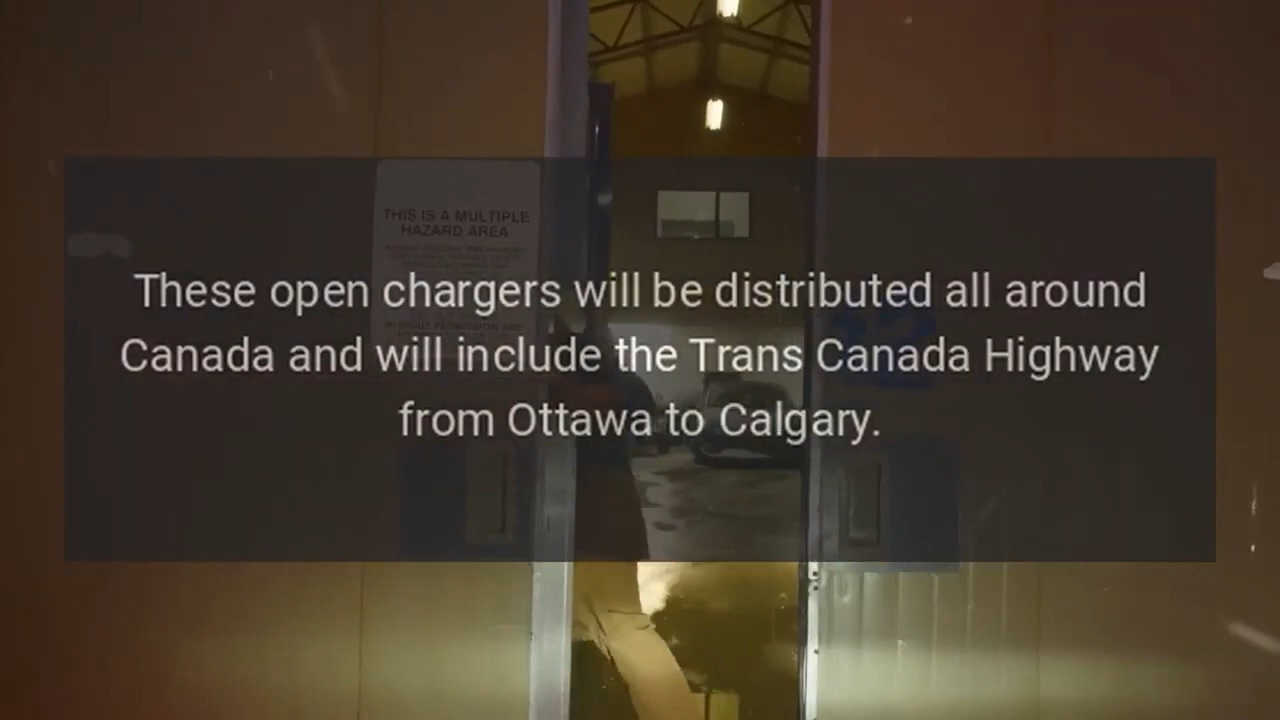 THIS IS A MULTIPLE
HAZARD AREA
These open chargers will be distributed all around
Canada and will include the Trans Canada Highway
from Ottawa to Calgary.